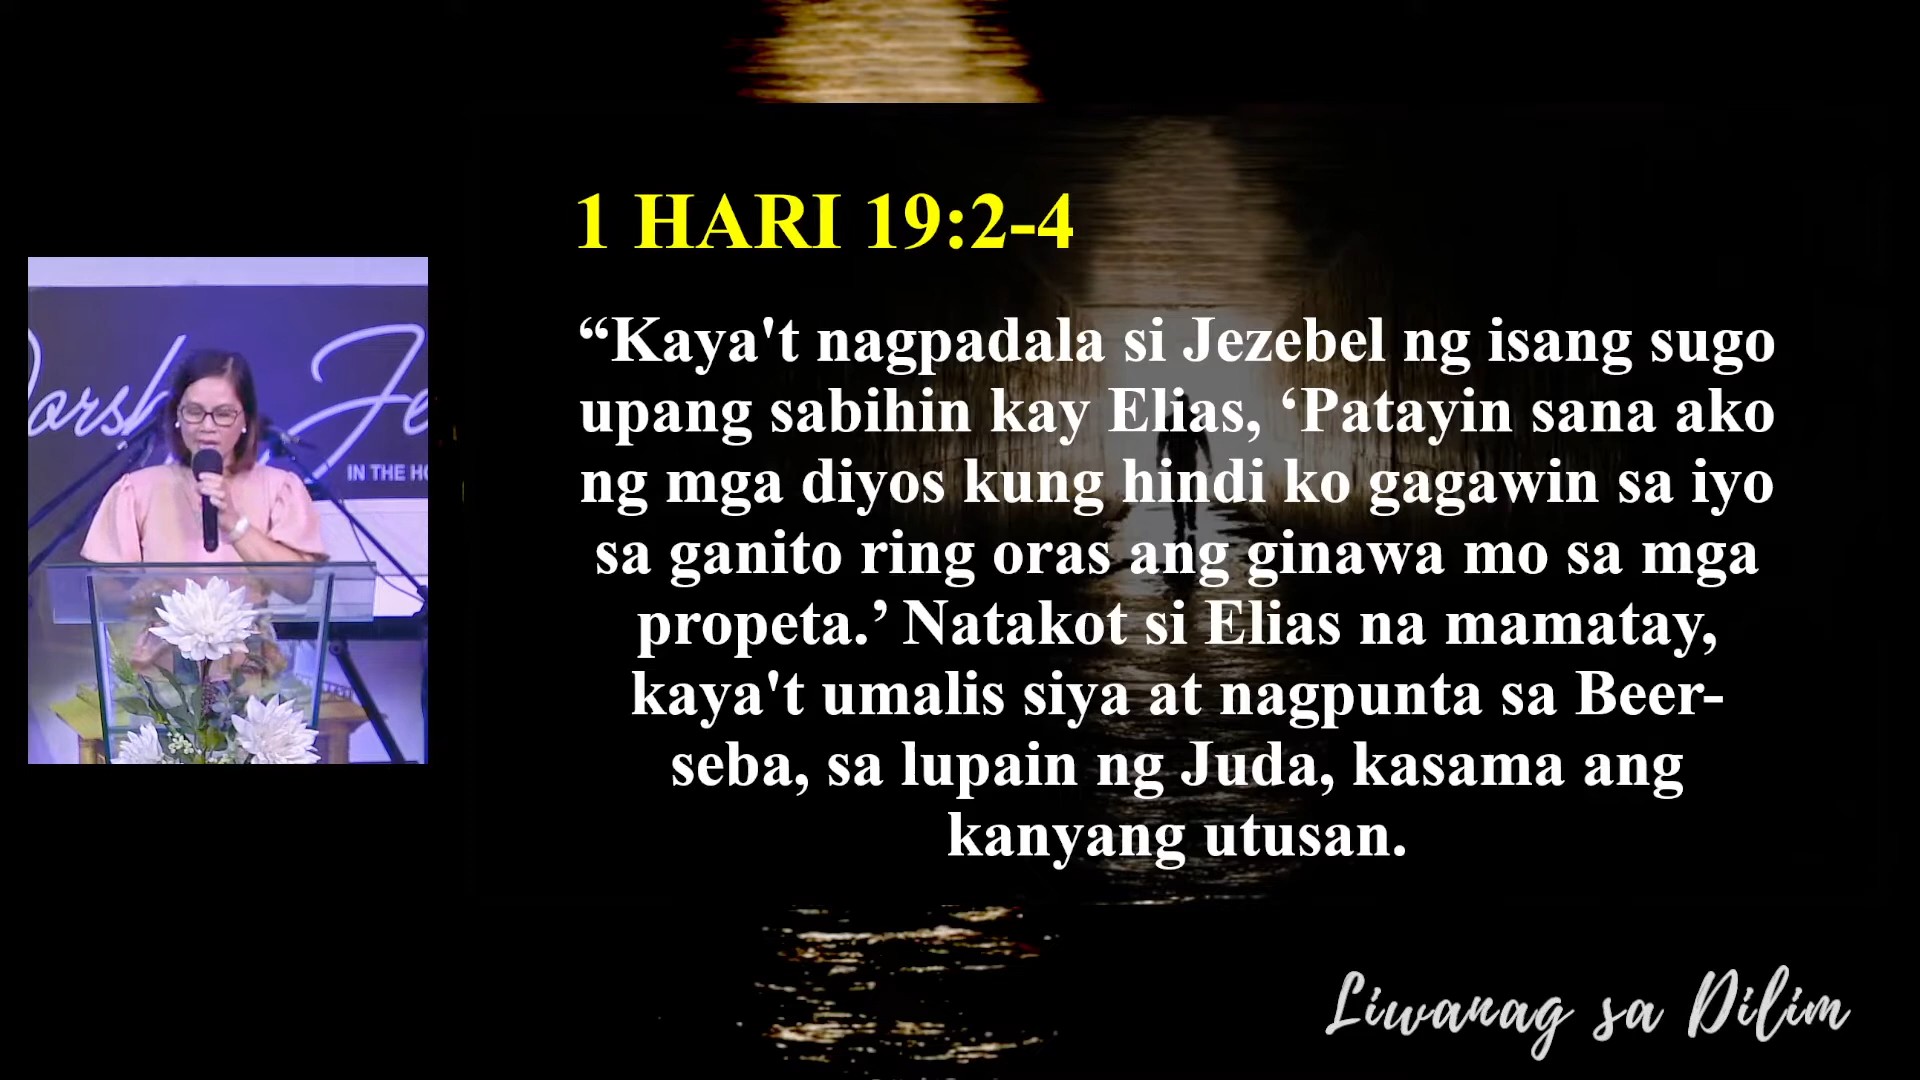 1 HARI 19:2-4
“Kaya't nagpadala si Jezebel ng isang sugo
upang sabihin kay Elias, ‘Patayin sana ako
ng mga diyos kung hindi ko gagawin sa iyo
sa ganito ring oras ang ginawa mo sa mga
propeta.’ Natakot si Elias na mamatay,
kaya't umalis siya at nagpunta sa Beer-
seba, sa lupain ng Juda, kasama ang
kanyang utusan.
IN THE
Liwanag sa Dilim